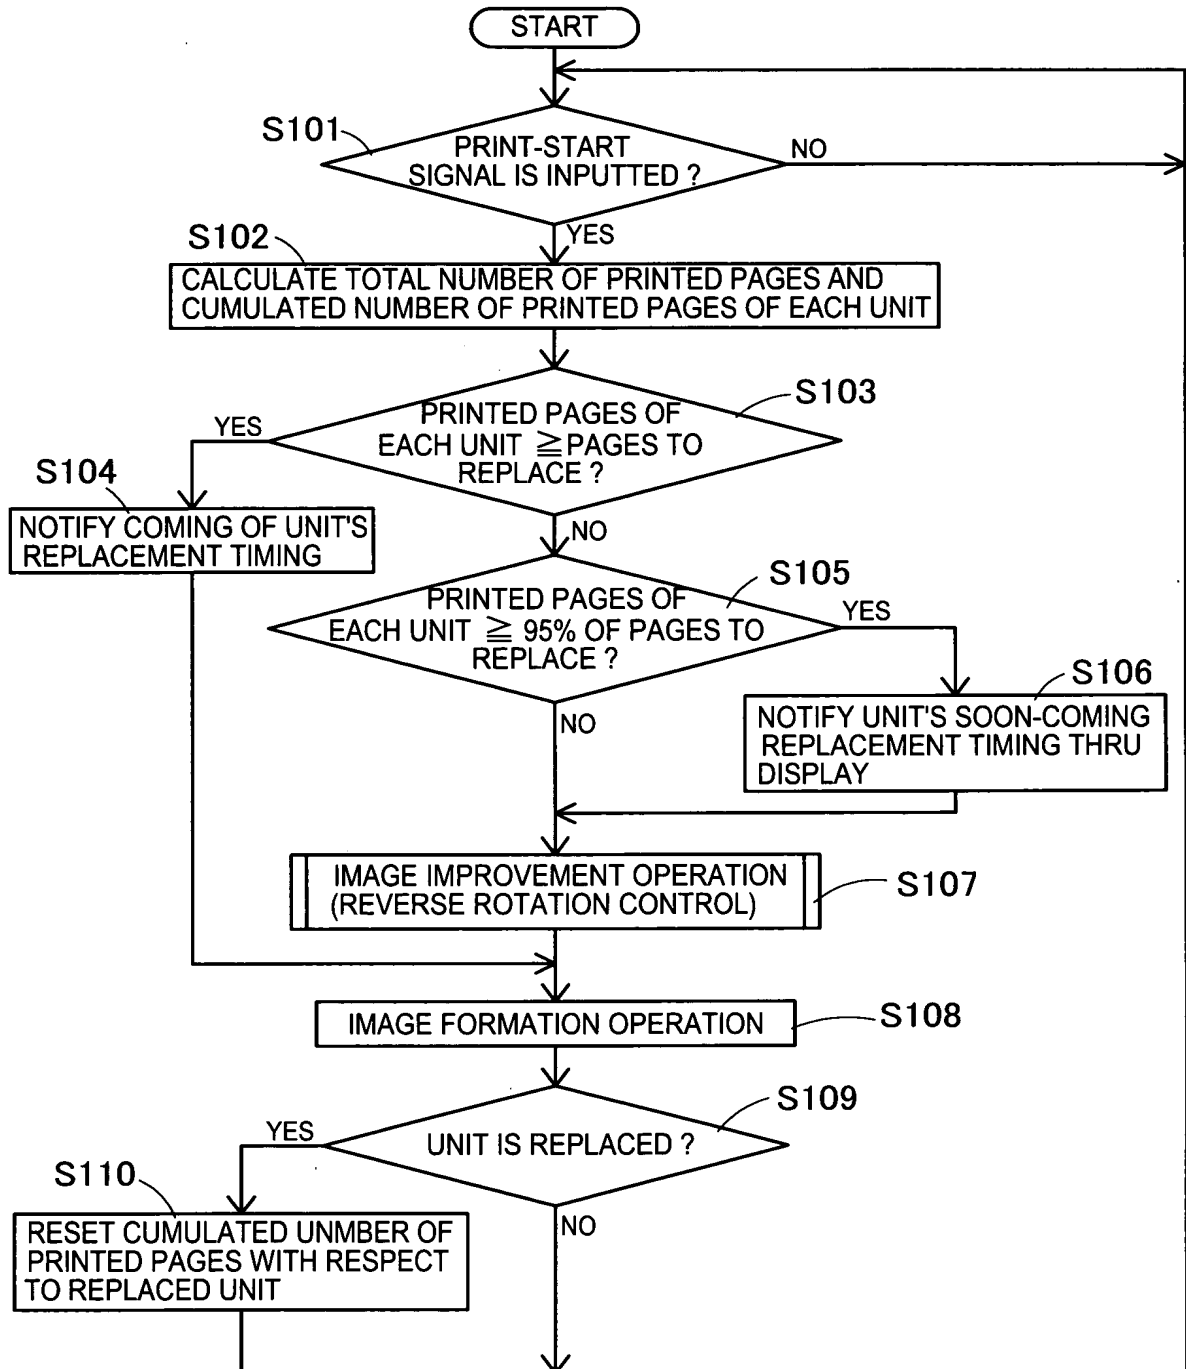 START
S101
PRINT-START
SIGNAL IS INPUTTED ?
NO
YES
S102
CALCULATE TOTAL NUMBER OF PRINTED PAGES AND
CUMULATED NUMBER OF PRINTED PAGES OF EACH UNIT
S103
PRINTED PAGES OF
EACH UNIT ≧ PAGES TO
REPLACE ?
YES
S104
NOTIFY COMING OF UNIT'S
REPLACEMENT TIMING
NO
S105
PRINTED PAGES OF
EACH UNIT ≧ 95% OF PAGES TO
REPLACE ?
YES
S106
NOTIFY UNIT'S SOON-COMING
REPLACEMENT TIMING THRU
DISPLAY
NO
IMAGE IMPROVEMENT OPERATION
(REVERSE ROTATION CONTROL)
S107
IMAGE FORMATION OPERATION
S108
S109
UNIT IS REPLACED ?
YES
S110
RESET CUMULATED UNMBER OF
PRINTED PAGES WITH RESPECT
TO REPLACED UNIT
NO